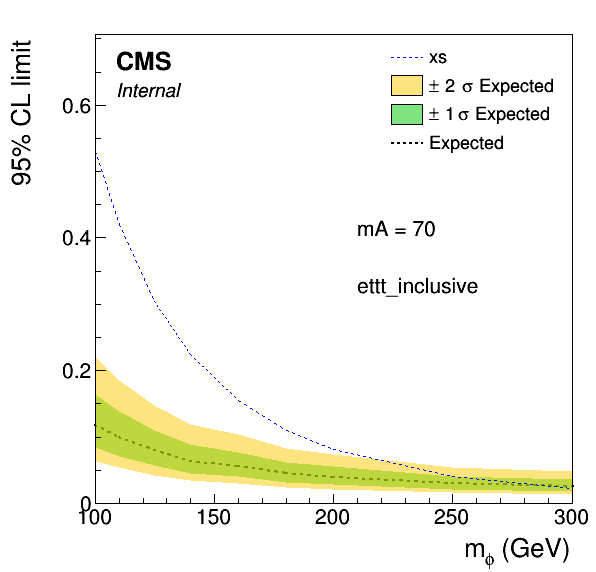 95% CL limit
CMS
Internal
xs
± 2 σ Expected
± 1 σ Expected
Expected
mA = 70
ettt_inclusive
0.6
0.4
0.2
0
100 150 200 250 300
mϕ (GeV)